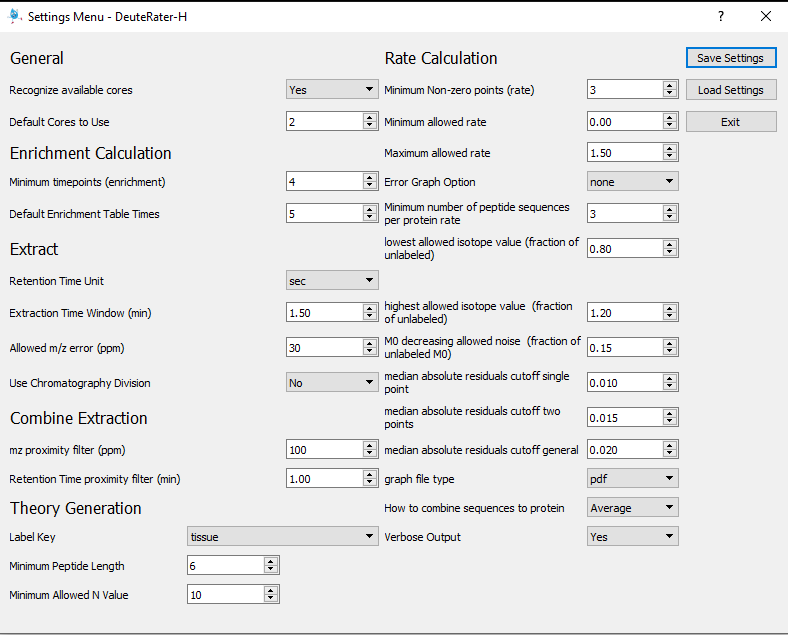 Settings Menu - DeuteRater-H
?
General
Recognize available cores
Yes
Default Cores to Use
2
Enrichment Calculation
Minimum timepoints (enrichment)
4
Default Enrichment Table Times
5
Extract
Retention Time Unit
sec
Extraction Time Window (min)
1.50
Allowed m/z error (ppm)
30
Use Chromatography Division
No
Combine Extraction
mz proximity filter (ppm)
100
Retention Time proximity filter (min)
1.00
Theory Generation
Label Key
tissue
Minimum Peptide Length
6
Minimum Allowed N Value
10
Rate Calculation
Minimum Non-zero points (rate)
3
Minimum allowed rate
0.00
Maximum allowed rate
1.50
Error Graph Option
none
Minimum number of peptide sequences
per protein rate
3
lowest allowed isotope value (fraction of
unlabeled)
0.80
highest allowed isotope value  (fraction
of unlabeled)
1.20
M0 decreasing allowed noise  (fraction of
unlabeled M0)
0.15
median absolute residuals cutoff single
point
0.010
median absolute residuals cutoff two
points
0.015
median absolute residuals cutoff general
0.020
graph file type
pdf
How to combine sequences to protein
Average
Verbose Output
Yes
Save Settings
Load Settings
Exit